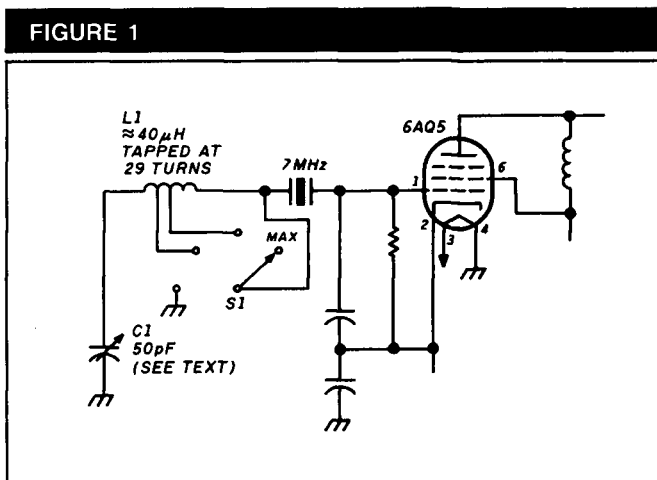 FIGURE 1
L1
≈40μH
TAPPED AT
29 TURNS
7MHz
6AQ5
1
6
2
3
4
MAX
S1
C1
50pF
(SEE TEXT)